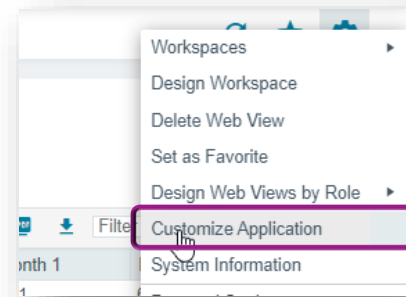 Workspaces
Design Workspace
Delete Web View
Set as Favorite
Design Web Views by Role
Filte
Customize Application
onth 1
System Information
1